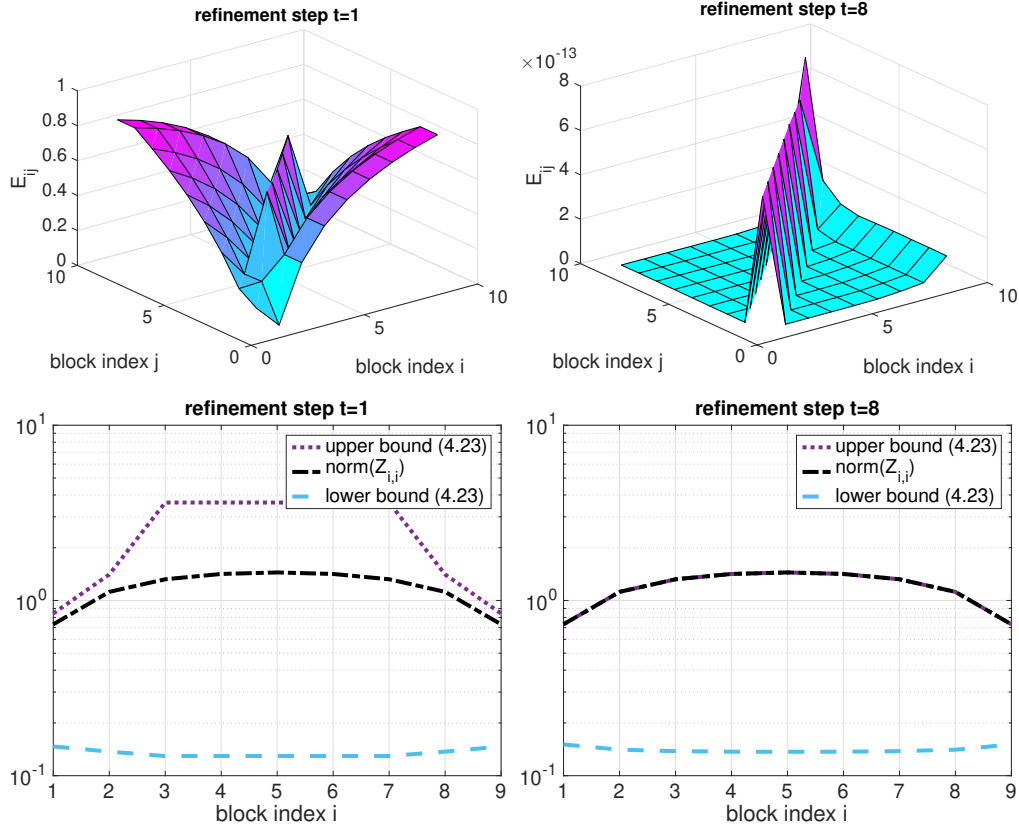 refinement step t=1
1
0.8
0.6
0.4
0.2
0
E_ij
10
5
0
block index j
0
5
10
block index i
refinement step t=8
×10^-13
8
6
4
2
0
E_ij
10
5
0
block index j
0
5
10
block index i
refinement step t=1
10^1
10^0
10^-1
upper bound (4.23)
norm(Z_i,i)
lower bound (4.23)
1 2 3 4 5 6 7 8 9
block index i
refinement step t=8
10^1
10^0
10^-1
upper bound (4.23)
norm(Z_i,i)
lower bound (4.23)
1 2 3 4 5 6 7 8 9
block index i